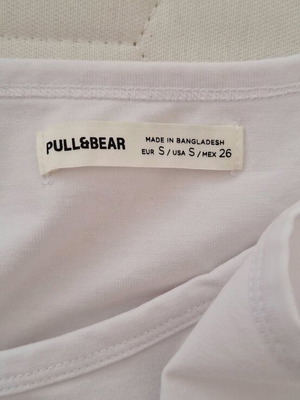 PULL&BEAR
MADE IN BANGLADESH
EUR S / USA S / MEX 26